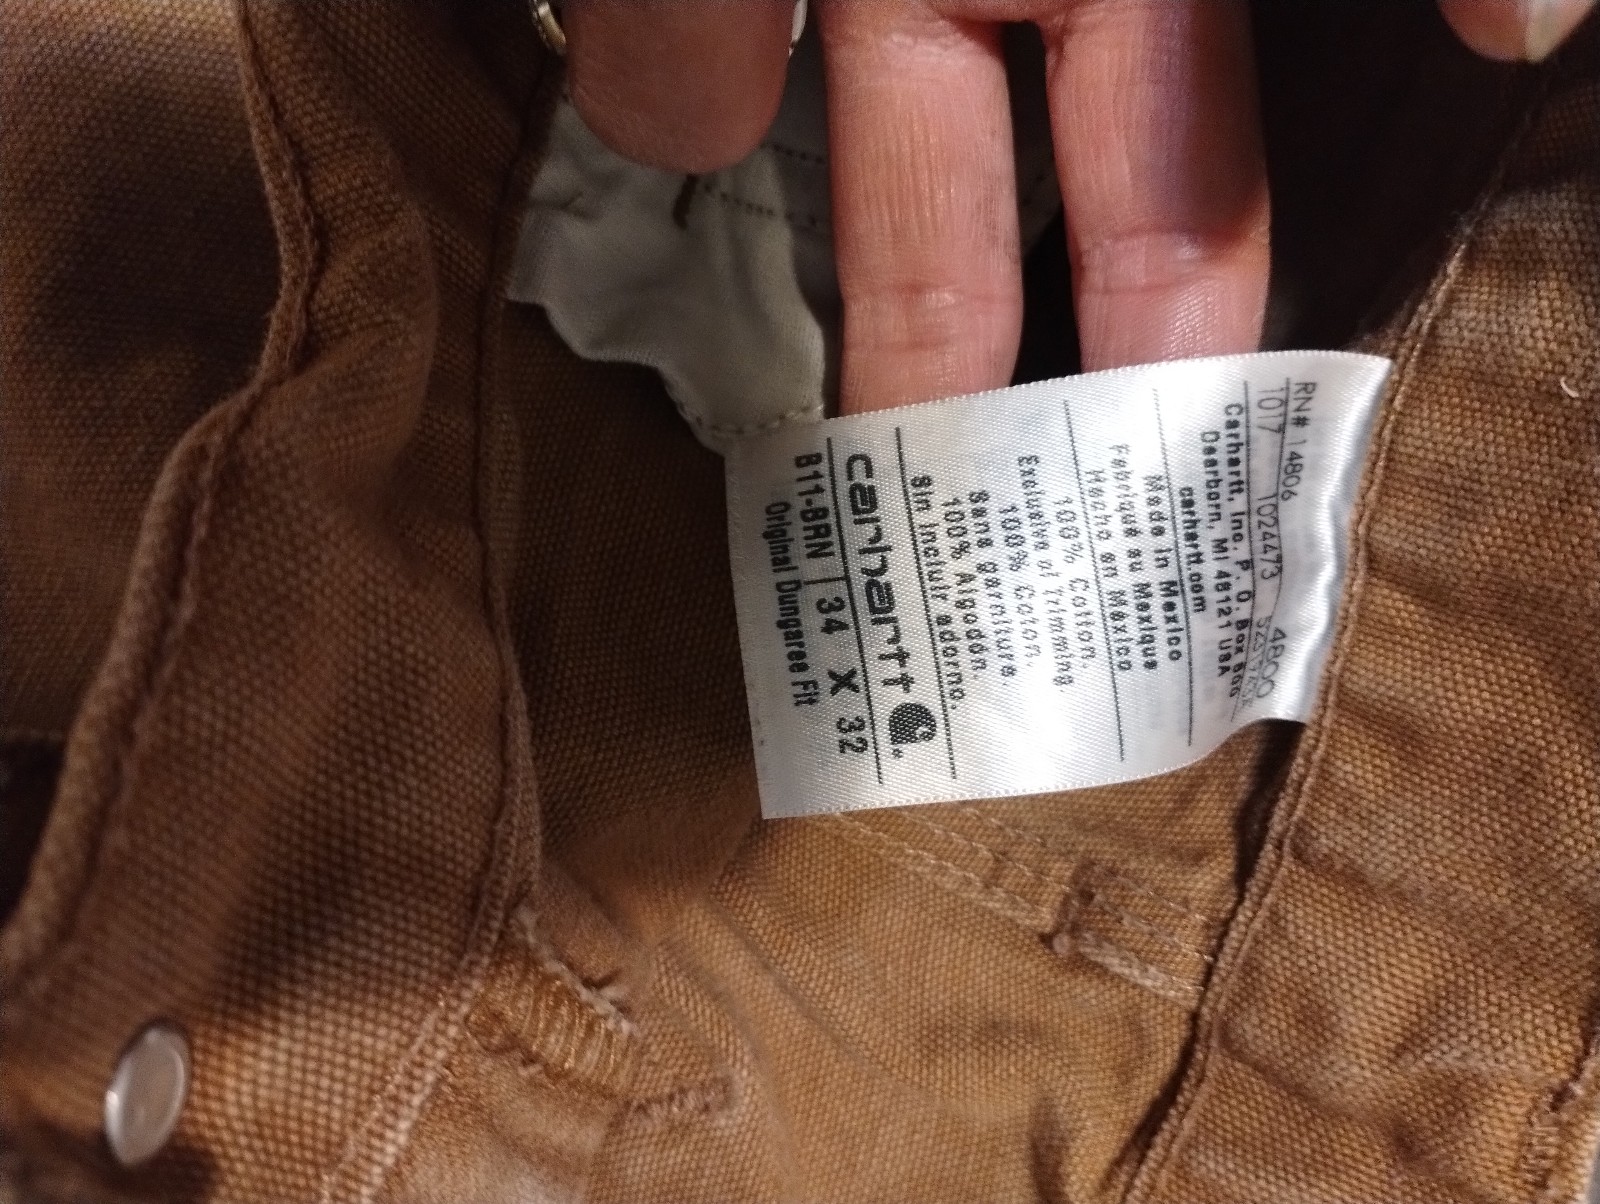 RN# 14806
1017 1024473 4800
Carhartt, Inc. P. O. Box 600
Dearborn, MI 48121 USA
carhartt.com
Made in Mexico
Fabriqué au Mexique
Hecho en México
100% Cotton.
Exclusive of Trimming.
100% Coton.
Sans garniture.
100% Algodón.
Sin incluir adorno.
carhartt
B11-BRN 34 X 32
Original Dungaree Fit